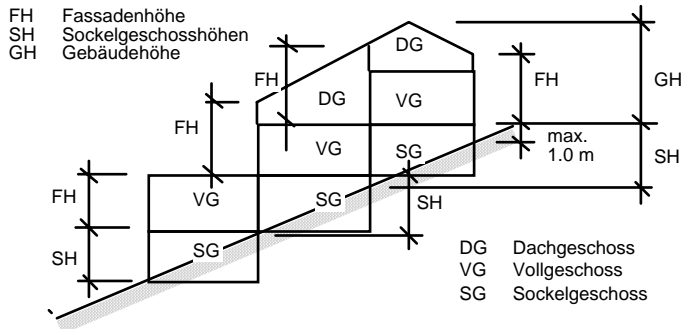 FH Fassadenhöhe
SH Sockelgeschosshöhen
GH Gebäudehöhe
DG
FH
FH
GH
DG
VG
FH
max.
1.0 m
VG
SG
SH
FH
VG
SG
SH
SG
SH
DG Dachgeschoss
VG Vollgeschoss
SG Sockelgeschoss